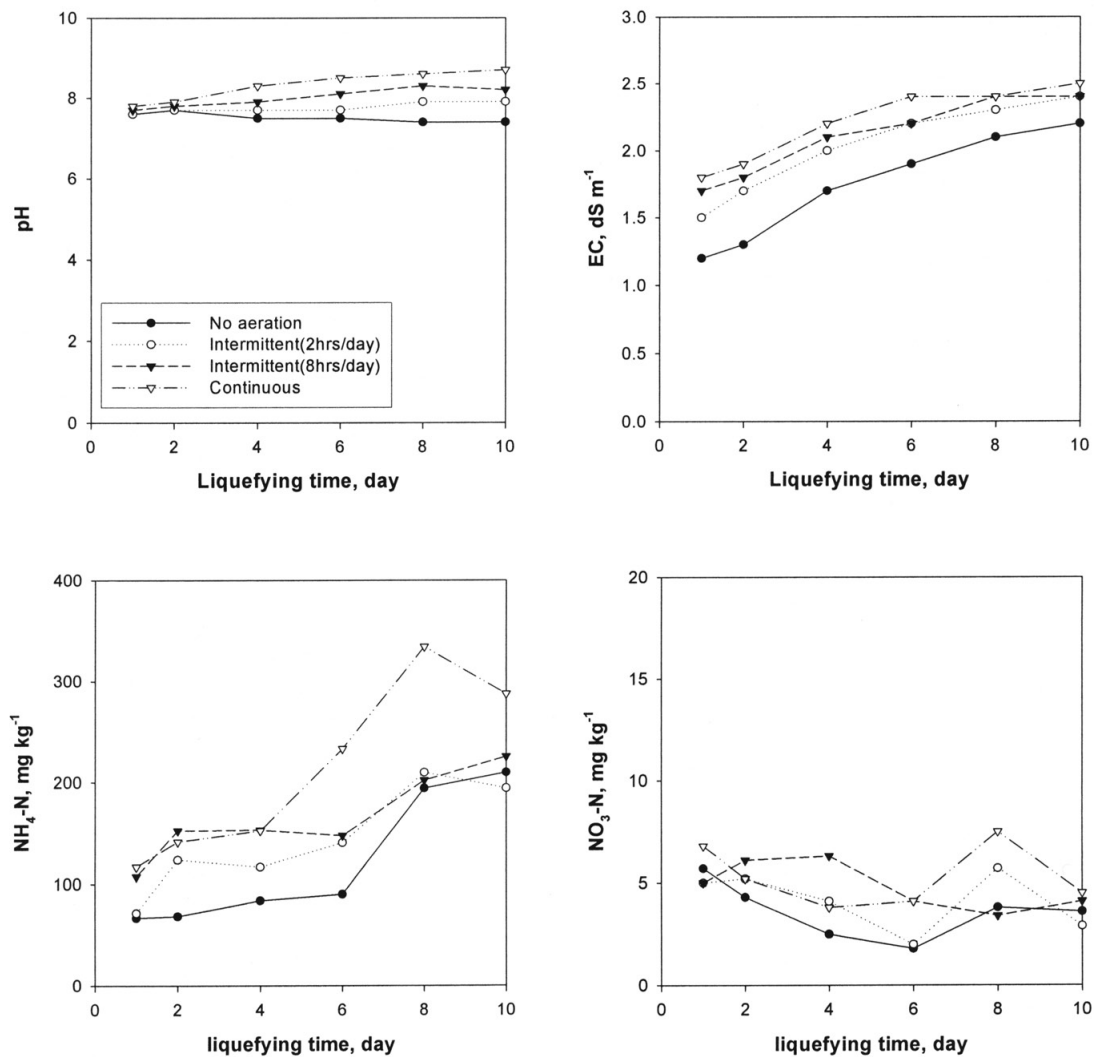 10
8
6
4
2
0
pH
No aeration
Intermittent(2hrs/day)
Intermittent(8hrs/day)
Continuous
0 2 4 6 8 10
Liquefying time, day
3.0
2.5
2.0
1.5
1.0
0.5
0.0
EC, dS m⁻¹
0 2 4 6 8 10
Liquefying time, day
400
300
200
100
0
NH₄-N, mg kg⁻¹
0 2 4 6 8 10
liquefying time, day
20
15
10
5
0
NO₃-N, mg kg⁻¹
0 2 4 6 8 10
liquefying time, day